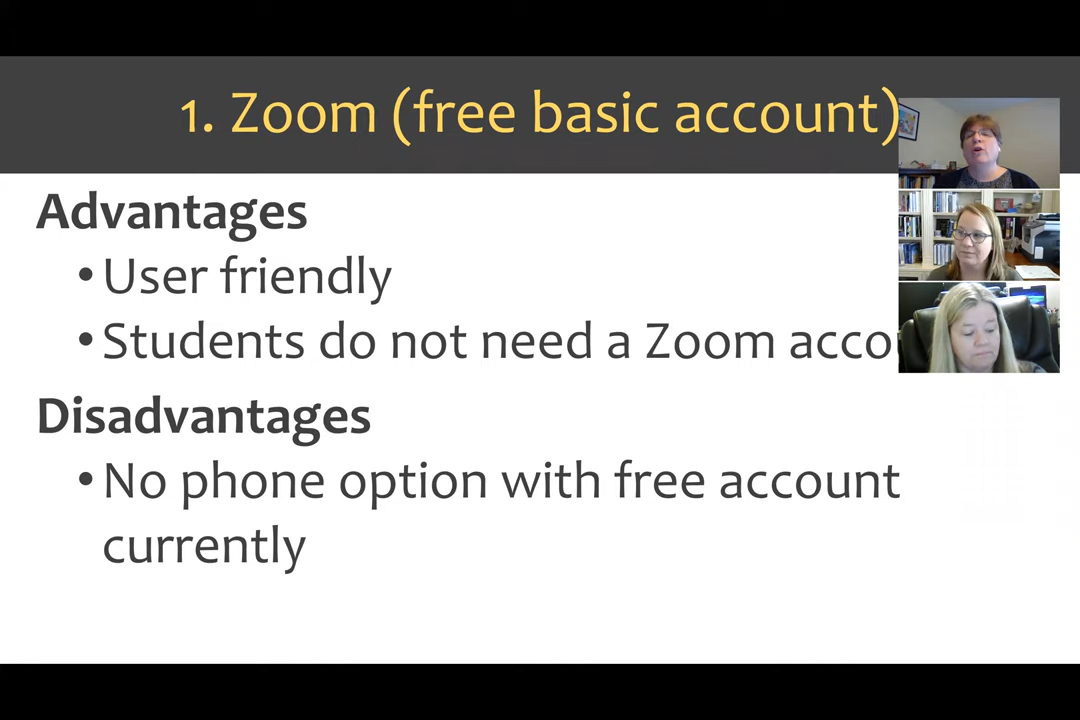 1. Zoom (free basic account)
Advantages
• User friendly
• Students do not need a Zoom
Disadvantages
• No phone option with free account
currently